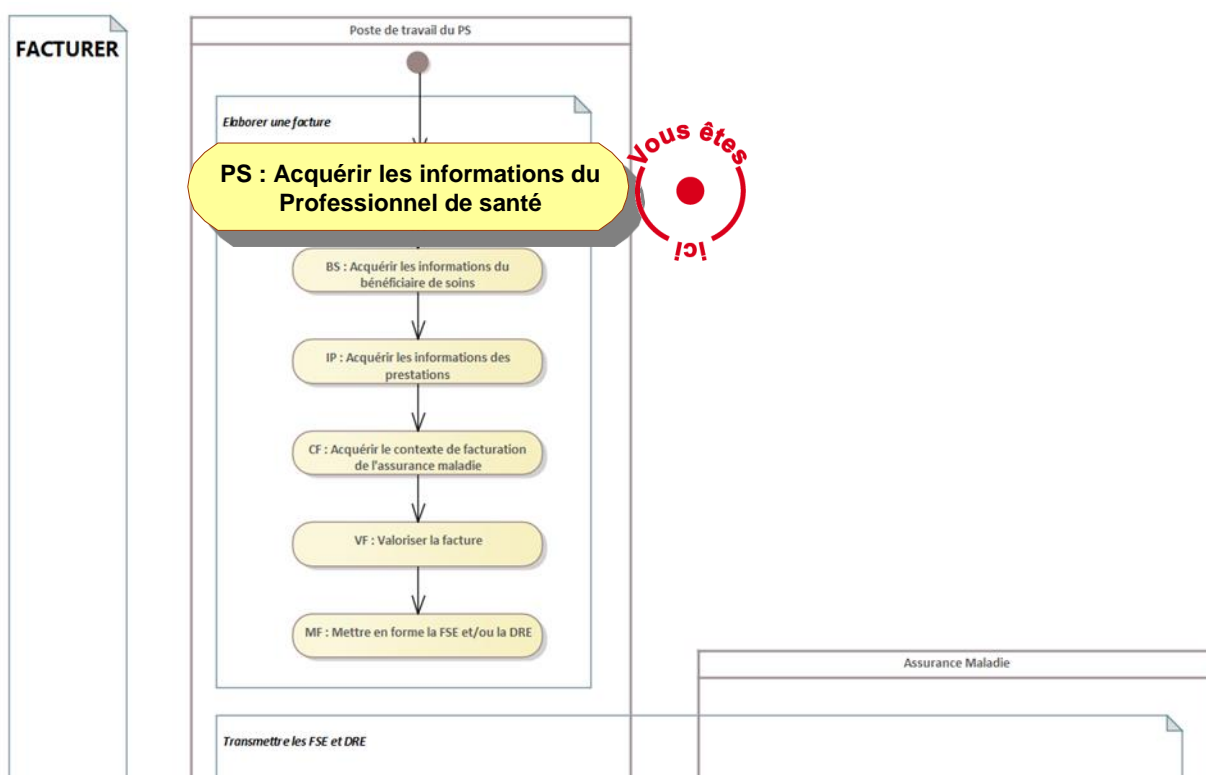 FACTURER
Poste de travail du PS
Elaborer une facture
PS : Acquérir les informations du
Professionnel de santé
Vous êtes
ici
BS : Acquérir les informations du
bénéficiaire de soins
IP : Acquérir les informations des
prestations
CF : Acquérir le contexte de facturation
de l'assurance maladie
VF : Valoriser la facture
MF : Mettre en forme la FSE et/ou la DRE
Assurance Maladie
Transmettre les FSE et DRE